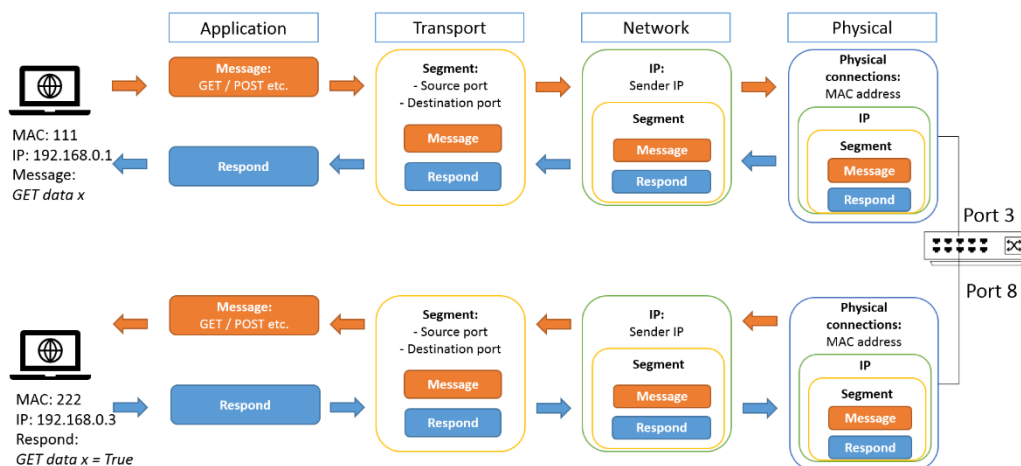 Application
Transport
Network
Physical
MAC: 111
IP: 192.168.0.1
Message:
GET data x
Message:
GET / POST etc.
Respond
Segment:
- Source port
- Destination port
Message
Respond
IP:
Sender IP
Segment
Message
Respond
Physical
connections:
MAC address
IP
Segment
Message
Respond
Port 3
Port 8
MAC: 222
IP: 192.168.0.3
Respond:
GET data x = True
Message:
GET / POST etc.
Respond
Segment:
- Source port
- Destination port
Message
Respond
IP:
Sender IP
Segment
Message
Respond
Physical
connections:
MAC address
IP
Segment
Message
Respond